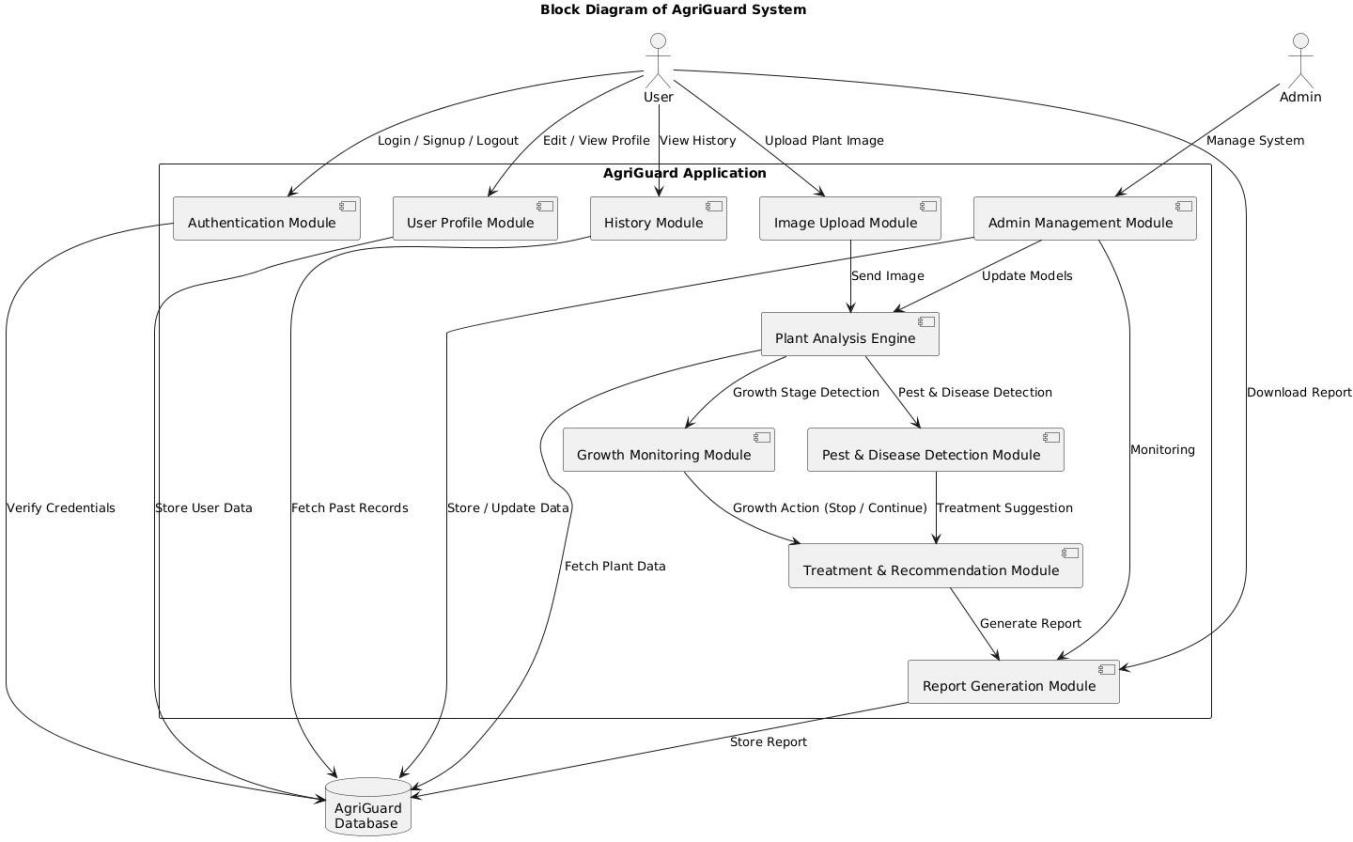 Block Diagram of AgriGuard System
User
Admin
Login / Signup / Logout
Edit / View Profile
View History
Upload Plant Image
Manage System
AgriGuard Application
Authentication Module
User Profile Module
History Module
Image Upload Module
Admin Management Module
Send Image
Update Models
Plant Analysis Engine
Growth Stage Detection
Pest & Disease Detection
Download Report
Growth Monitoring Module
Pest & Disease Detection Module
Monitoring
Verify Credentials
Store User Data
Fetch Past Records
Store / Update Data
Growth Action (Stop / Continue)
Treatment Suggestion
Fetch Plant Data
Treatment & Recommendation Module
Generate Report
Report Generation Module
Store Report
AgriGuard
Database